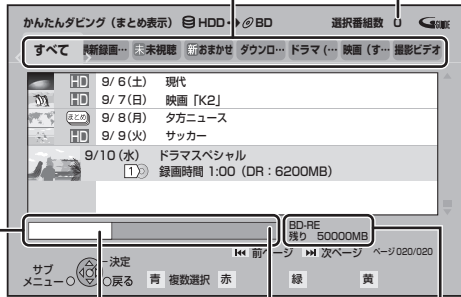 かんたんダビング（まとめ表示） HDD BD 選択番組数 0 GUIDE
すべて 新録画… 未未視聴 新おまかせ ダウンロ… ドラマ（… 映画（す… 撮影ビデオ
HD 9/ 6(土) 現代
HD 9/ 7(日) 映画「K2」
まとめ 9/ 8(月) 夕方ニュース
HD 9/ 9(火) サッカー
9/10(水) ドラマスペシャル
1 録画時間 1:00（DR：6200MB）
BD-RE
残り 50000MB
前ページ 次ページ ページ020/020
サブメニュー 決定 戻る
青 複数選択 赤 緑 黄